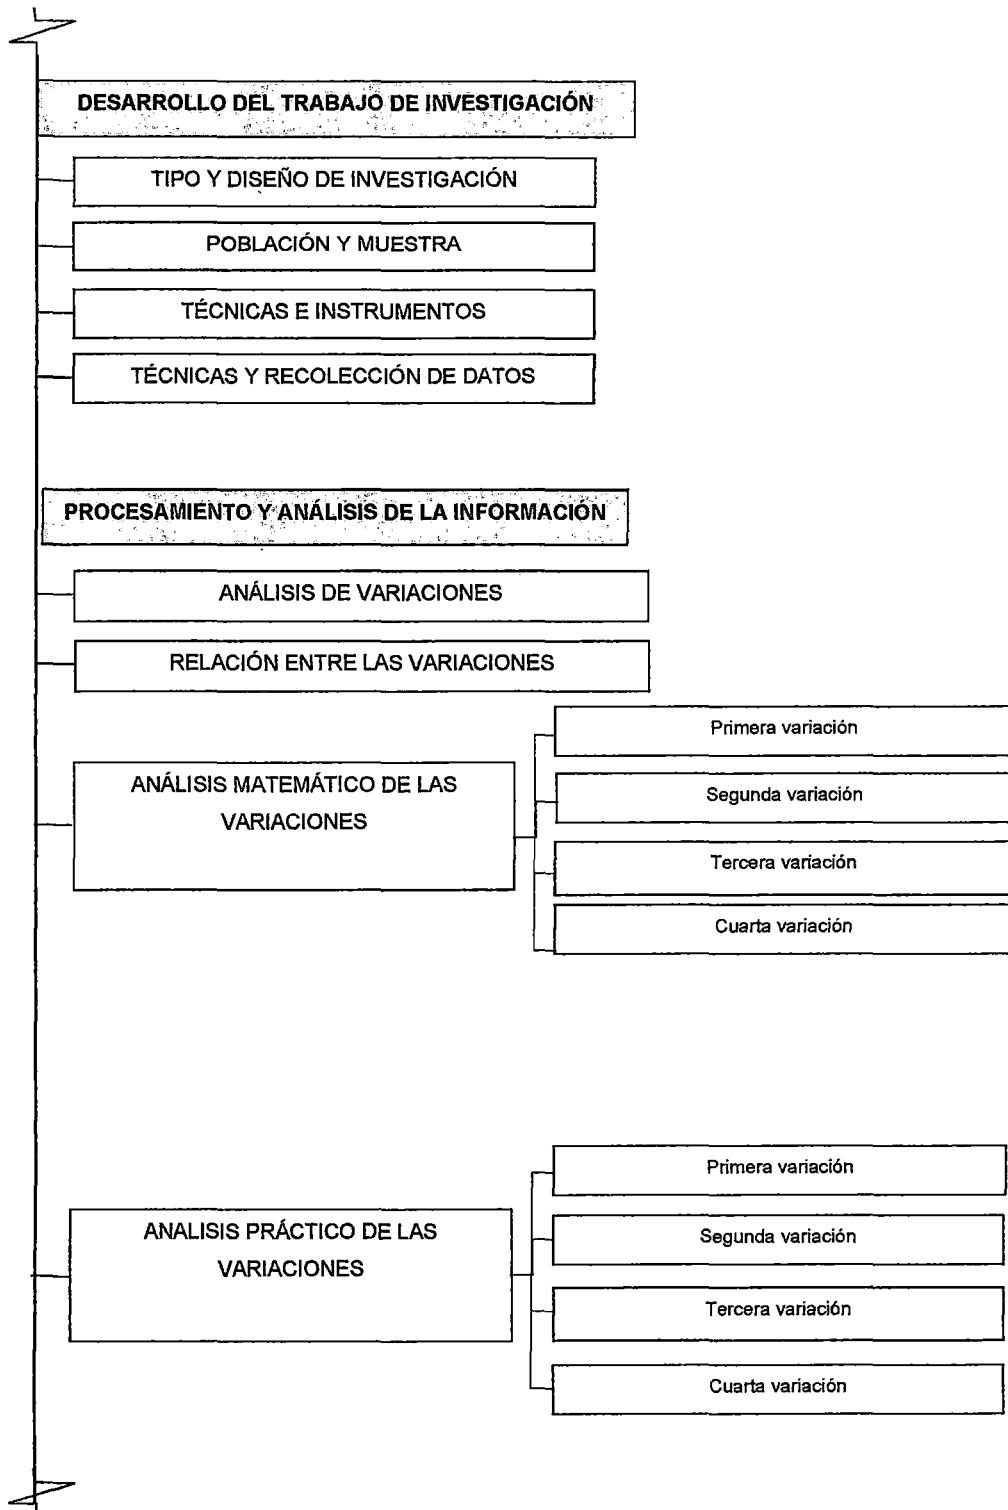 DESARROLLO DEL TRABAJO DE INVESTIGACIÓN
TIPO Y DISEÑO DE INVESTIGACIÓN
POBLACIÓN Y MUESTRA
TÉCNICAS E INSTRUMENTOS
TÉCNICAS Y RECOLECCIÓN DE DATOS
PROCESAMIENTO Y ANÁLISIS DE LA INFORMACIÓN
ANÁLISIS DE VARIACIONES
RELACIÓN ENTRE LAS VARIACIONES
ANÁLISIS MATEMÁTICO DE LAS
VARIACIONES
Primera variación
Segunda variación
Tercera variación
Cuarta variación
ANALISIS PRÁCTICO DE LAS
VARIACIONES
Primera variación
Segunda variación
Tercera variación
Cuarta variación